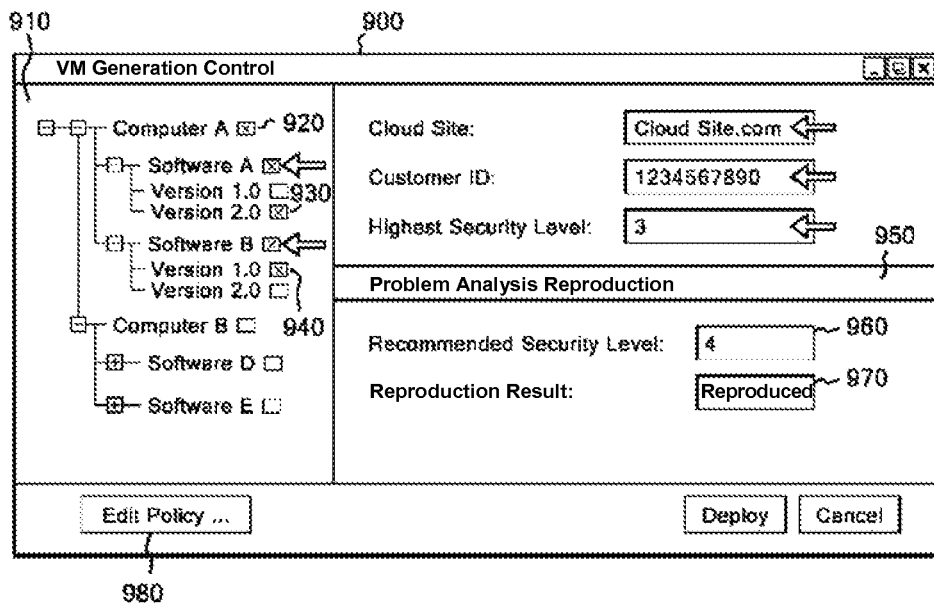 910
900
VM Generation Control
Computer A
920
Software A
Version 1.0
930
Version 2.0
Software B
Version 1.0
Version 2.0
940
Computer B
Software D
Software E
Cloud Site:
Cloud Site.com
Customer ID:
1234567890
Highest Security Level:
3
950
Problem Analysis Reproduction
Recommended Security Level:
4
960
Reproduction Result:
Reproduced
970
Edit Policy ...
Deploy
Cancel
980